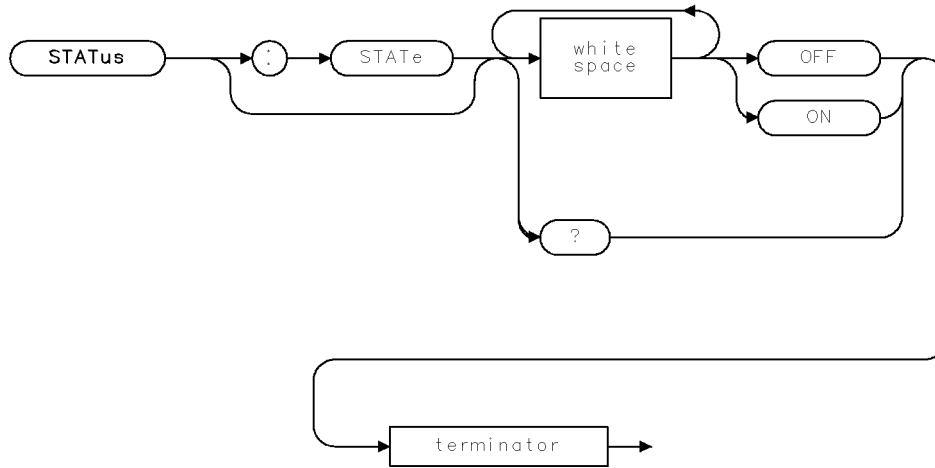 STATus
:
STATe
white
space
OFF
ON
?
terminator